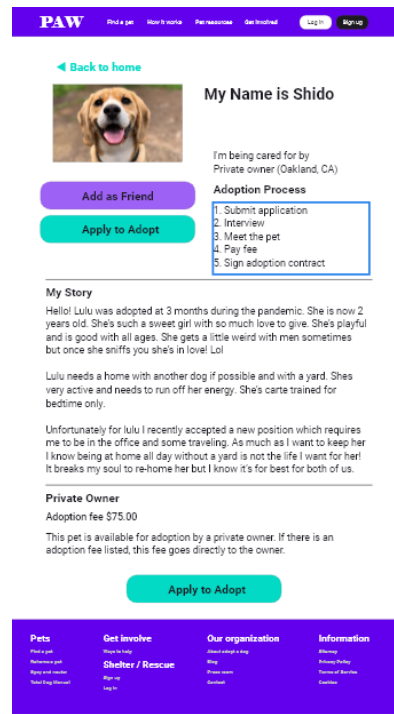 PAW
Find a pet How it works Pet resources Get involved Log in Sign up
◀ Back to home
My Name is Shido
I'm being cared for by
Private owner (Oakland, CA)
Add as Friend
Apply to Adopt
Adoption Process
1. Submit application
2. Interview
3. Meet the pet
4. Pay fee
5. Sign adoption contract
My Story
Hello! Lulu was adopted at 3 months during the pandemic. She is now 2
years old. She's such a sweet girl with so much love to give. She's playful
and is good with all ages. She gets a little weird with men sometimes
but once she sniffs you she's in love! Lol
Lulu needs a home with another dog if possible and with a yard. Shes
very active and needs to run off her energy. She's carte trained for
bedtime only.
Unfortunately for lulu I recently accepted a new position which requires
me to be in the office and some traveling. As much as I want to keep her
I know being at home all day without a yard is not the life I want for her!
It breaks my soul to re-home her but I know it's for best for both of us.
Private Owner
Adoption fee $75.00
This pet is available for adoption by a private owner. If there is an
adoption fee listed, this fee goes directly to the owner.
Apply to Adopt
Pets
Find a pet
Rehome a pet
Spay and neuter
Total Dog Manual
Get involve
Ways to help
Shelter / Rescue
Sign up
Log in
Our organization
About adopt a dog
Blog
Press room
Contact
Information
Sitemap
Privacy Policy
Terms of Service
Cookies